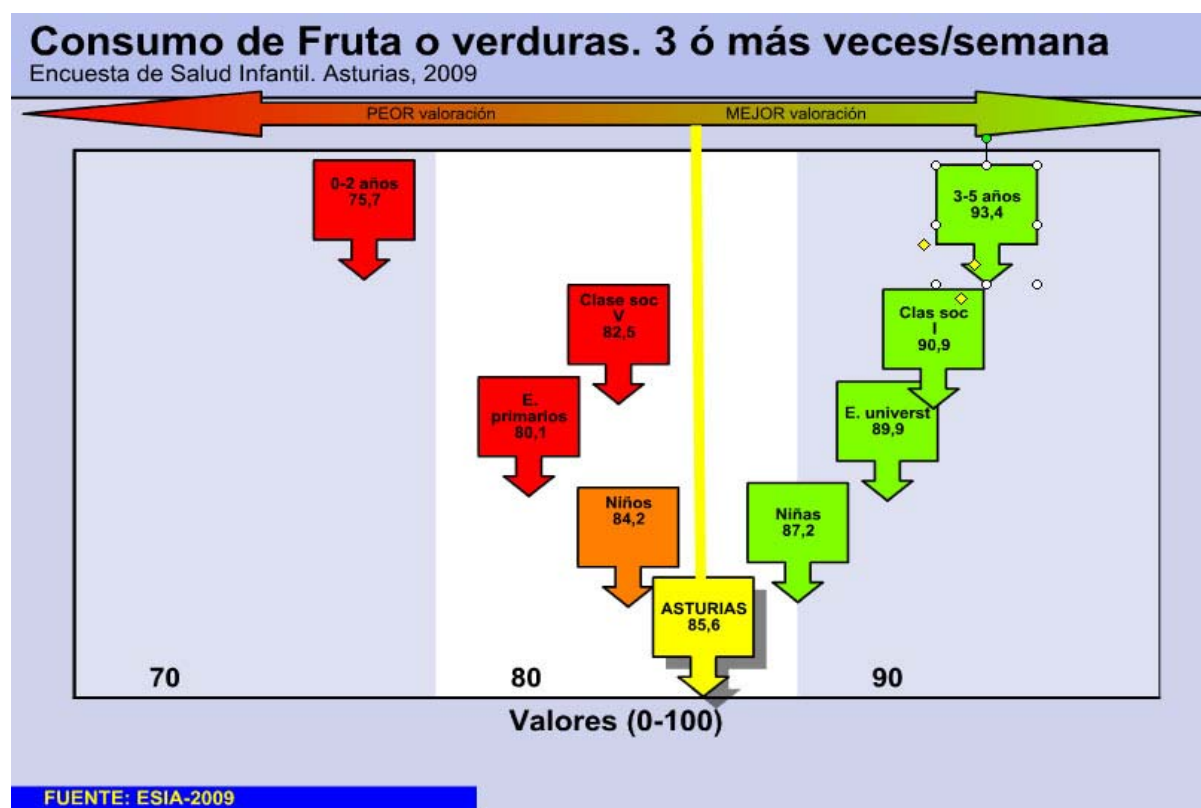 Consumo de Fruta o verduras. 3 ó más veces/semana
Encuesta de Salud Infantil. Asturias, 2009
PEOR valoración
MEJOR valoración
0-2 años
75,7
3-5 años
93,4
Clase soc
V
82,5
Clas soc
I
90,9
E.
primarios
80,1
E. universt
89,9
Niños
84,2
Niñas
87,2
ASTURIAS
85,6
70
80
90
Valores (0-100)
FUENTE: ESIA-2009